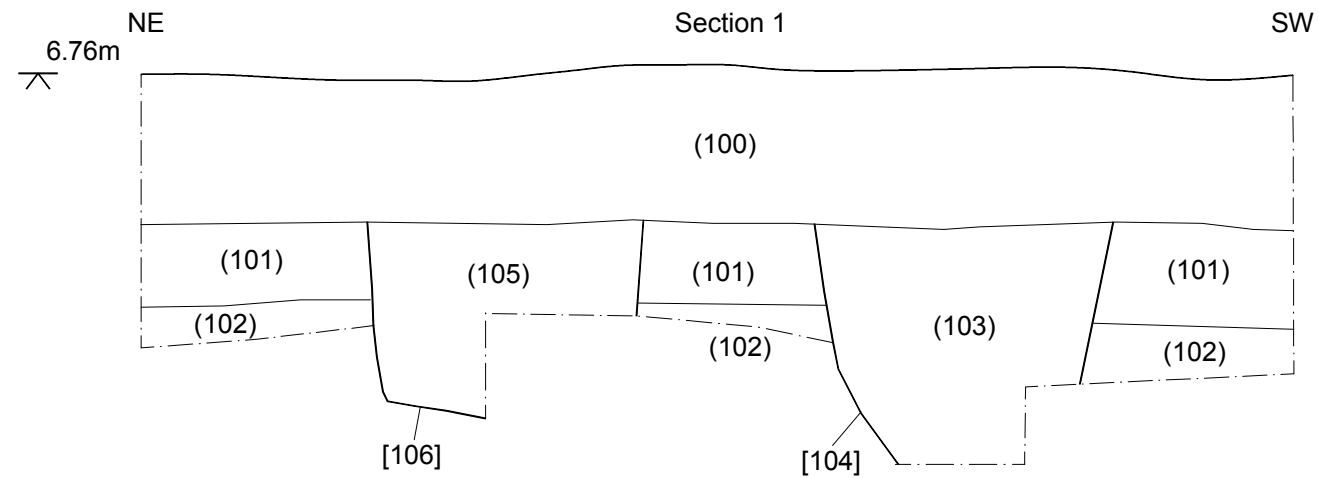 NE Section 1 SW
6.76m
(100)
(101) (105) (101) (101)
(102) (103)
(102) (102)
[106] [104]